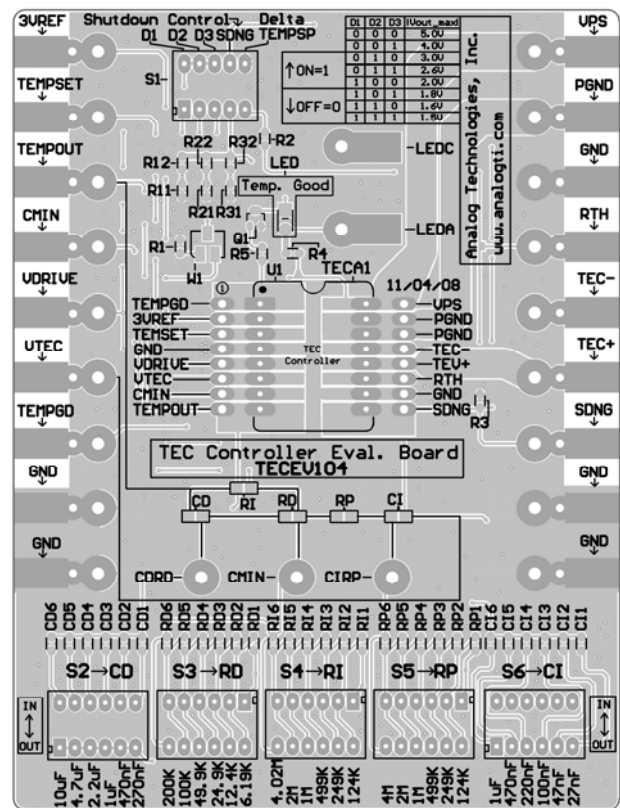 3VREF
Shutdown Control
Delta
VPS
D1 D2 D3 SDNG TEMPSP
S1
D1 D2 D3 |Vout_max|
0 0 0 5.0V
0 0 1 4.0V
0 1 0 3.0V
0 1 1 2.6V
↑ON=1
1 0 0 2.0V
1 0 1 1.8V
↓OFF=0
1 1 0 1.6V
1 1 1 1.5V
Analog Technologies, Inc.
www.analogti.com
TEMPSET
PGND
TEMPOUT
GND
R22
R32
R2
LEDC
R12
LED
R11
Temp. Good
CMIN
RTH
R21
R31
LEDA
R1
Q1
R5
R4
W1
U1
TECA1
VDRIVE
TEC-
①
11/04/08
TEMPGD
VPS
3VREF
PGND
TEMSET
PGND
GND
TEC
TEC-
VDRIVE
Controller
TEV+
VTEC
RTH
CMIN
GND
TEMPOUT
SDNG
VTEC
TEC+
TEMPGD
SDNG
R3
TEC Controller Eval. Board
TECEV104
GND
GND
CD
RI
RD
RP
CI
GND
GND
CDRD
CMIN
CIRP
CD6 CD5 CD4 CD3 CD2 CD1
RD6 RD5 RD4 RD3 RD2 RD1
RI6 RI5 RI4 RI3 RI2 RI1
RP6 RP5 RP4 RP3 RP2 RP1
CI6 CI5 CI4 CI3 CI2 CI1
S2→CD
S3→RD
S4→RI
S5→RP
S6→CI
IN
OUT
IN
OUT
10uF 4.7uF 2.2uF 1uF 470nF 270nF
200K 100K 49.9K 24.9K 12.4K 6.19K
4.02M 2M 1M 499K 249K 124K
4M 2M 1M 499K 249K 124K
1uF 470nF 220nF 100nF 47nF 27nF